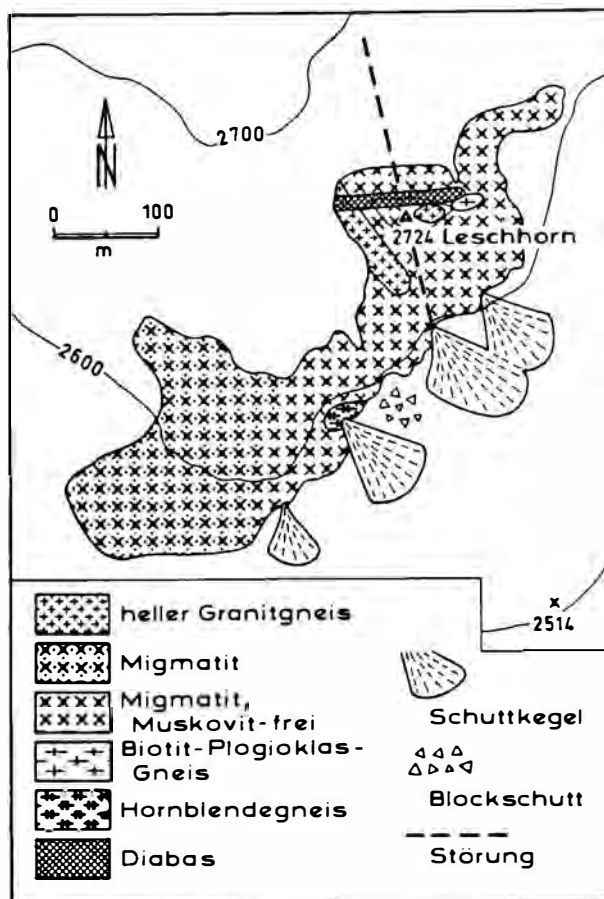 2700
N
0 100
m
2724 Leschhorn
2600
2514
heller Granitgneis
Migmatit
Migmatit,
Muskovit-frei
Biotit-Plogioklas-
Gneis
Hornblendegneis
Diabas
Schuttkegel
Blockschutt
Störung